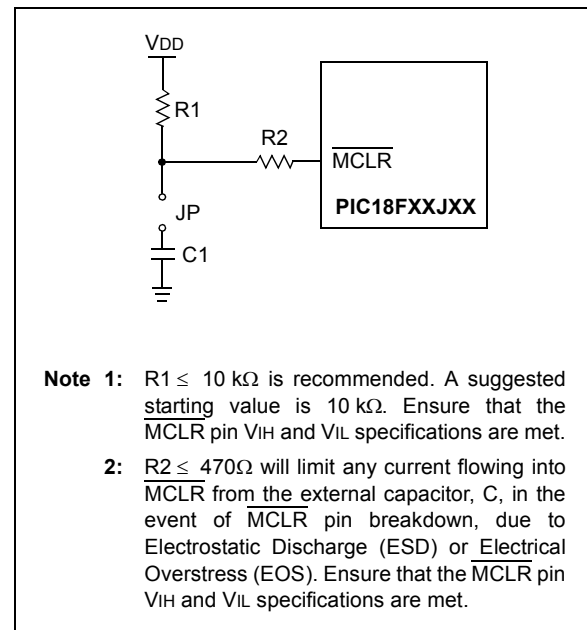 VDD
R1
R2
MCLR
JP
PIC18FXXJXX
C1
Note 1: R1 ≤ 10 kΩ is recommended. A suggested
starting value is 10 kΩ. Ensure that the
MCLR pin VIH and VIL specifications are met.
2: R2 ≤ 470Ω will limit any current flowing into
MCLR from the external capacitor, C, in the
event of MCLR pin breakdown, due to
Electrostatic Discharge (ESD) or Electrical
Overstress (EOS). Ensure that the MCLR pin
VIH and VIL specifications are met.